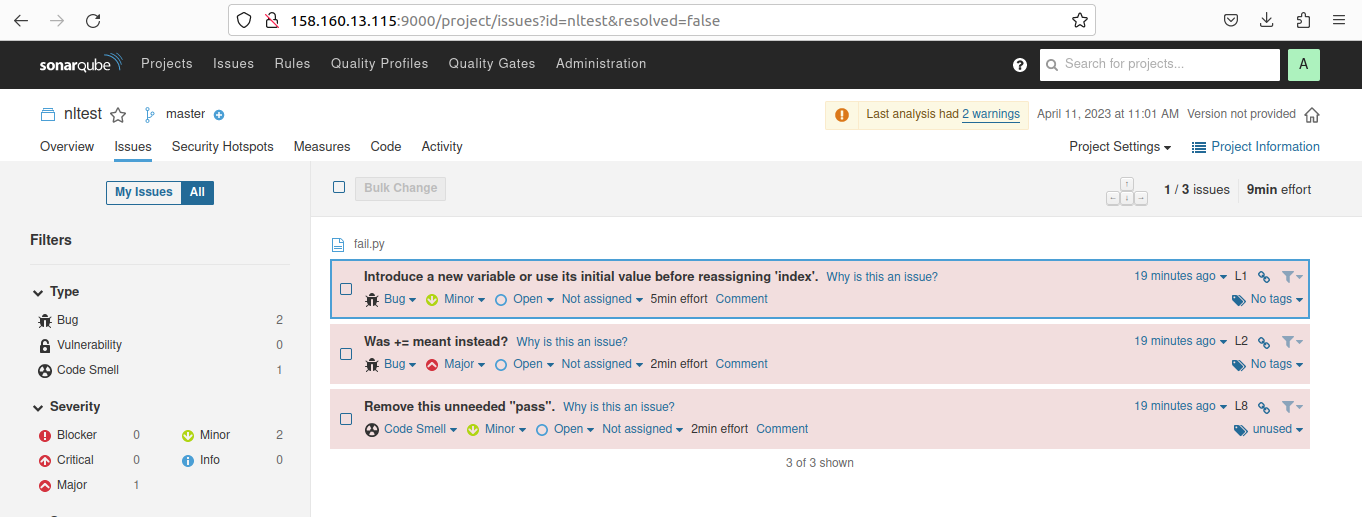 158.160.13.115:9000/project/issues?id=nltest&resolved=false
sonarqube Projects Issues Rules Quality Profiles Quality Gates Administration ? Search for projects... A
nltest master Last analysis had 2 warnings April 11, 2023 at 11:01 AM Version not provided
Overview Issues Security Hotspots Measures Code Activity Project Settings Project Information
My Issues All
Bulk Change 1 / 3 issues 9min effort
Filters
Type
Bug 2
Vulnerability 0
Code Smell 1
Severity
Blocker 0 Minor 2
Critical 0 Info 0
Major 1
fail.py
Introduce a new variable or use its initial value before reassigning 'index'. Why is this an issue? 19 minutes ago L1
Bug Minor Open Not assigned 5min effort Comment No tags
Was += meant instead? Why is this an issue? 19 minutes ago L2
Bug Major Open Not assigned 2min effort Comment No tags
Remove this unneeded "pass". Why is this an issue? 19 minutes ago L8
Code Smell Minor Open Not assigned 2min effort Comment unused
3 of 3 shown